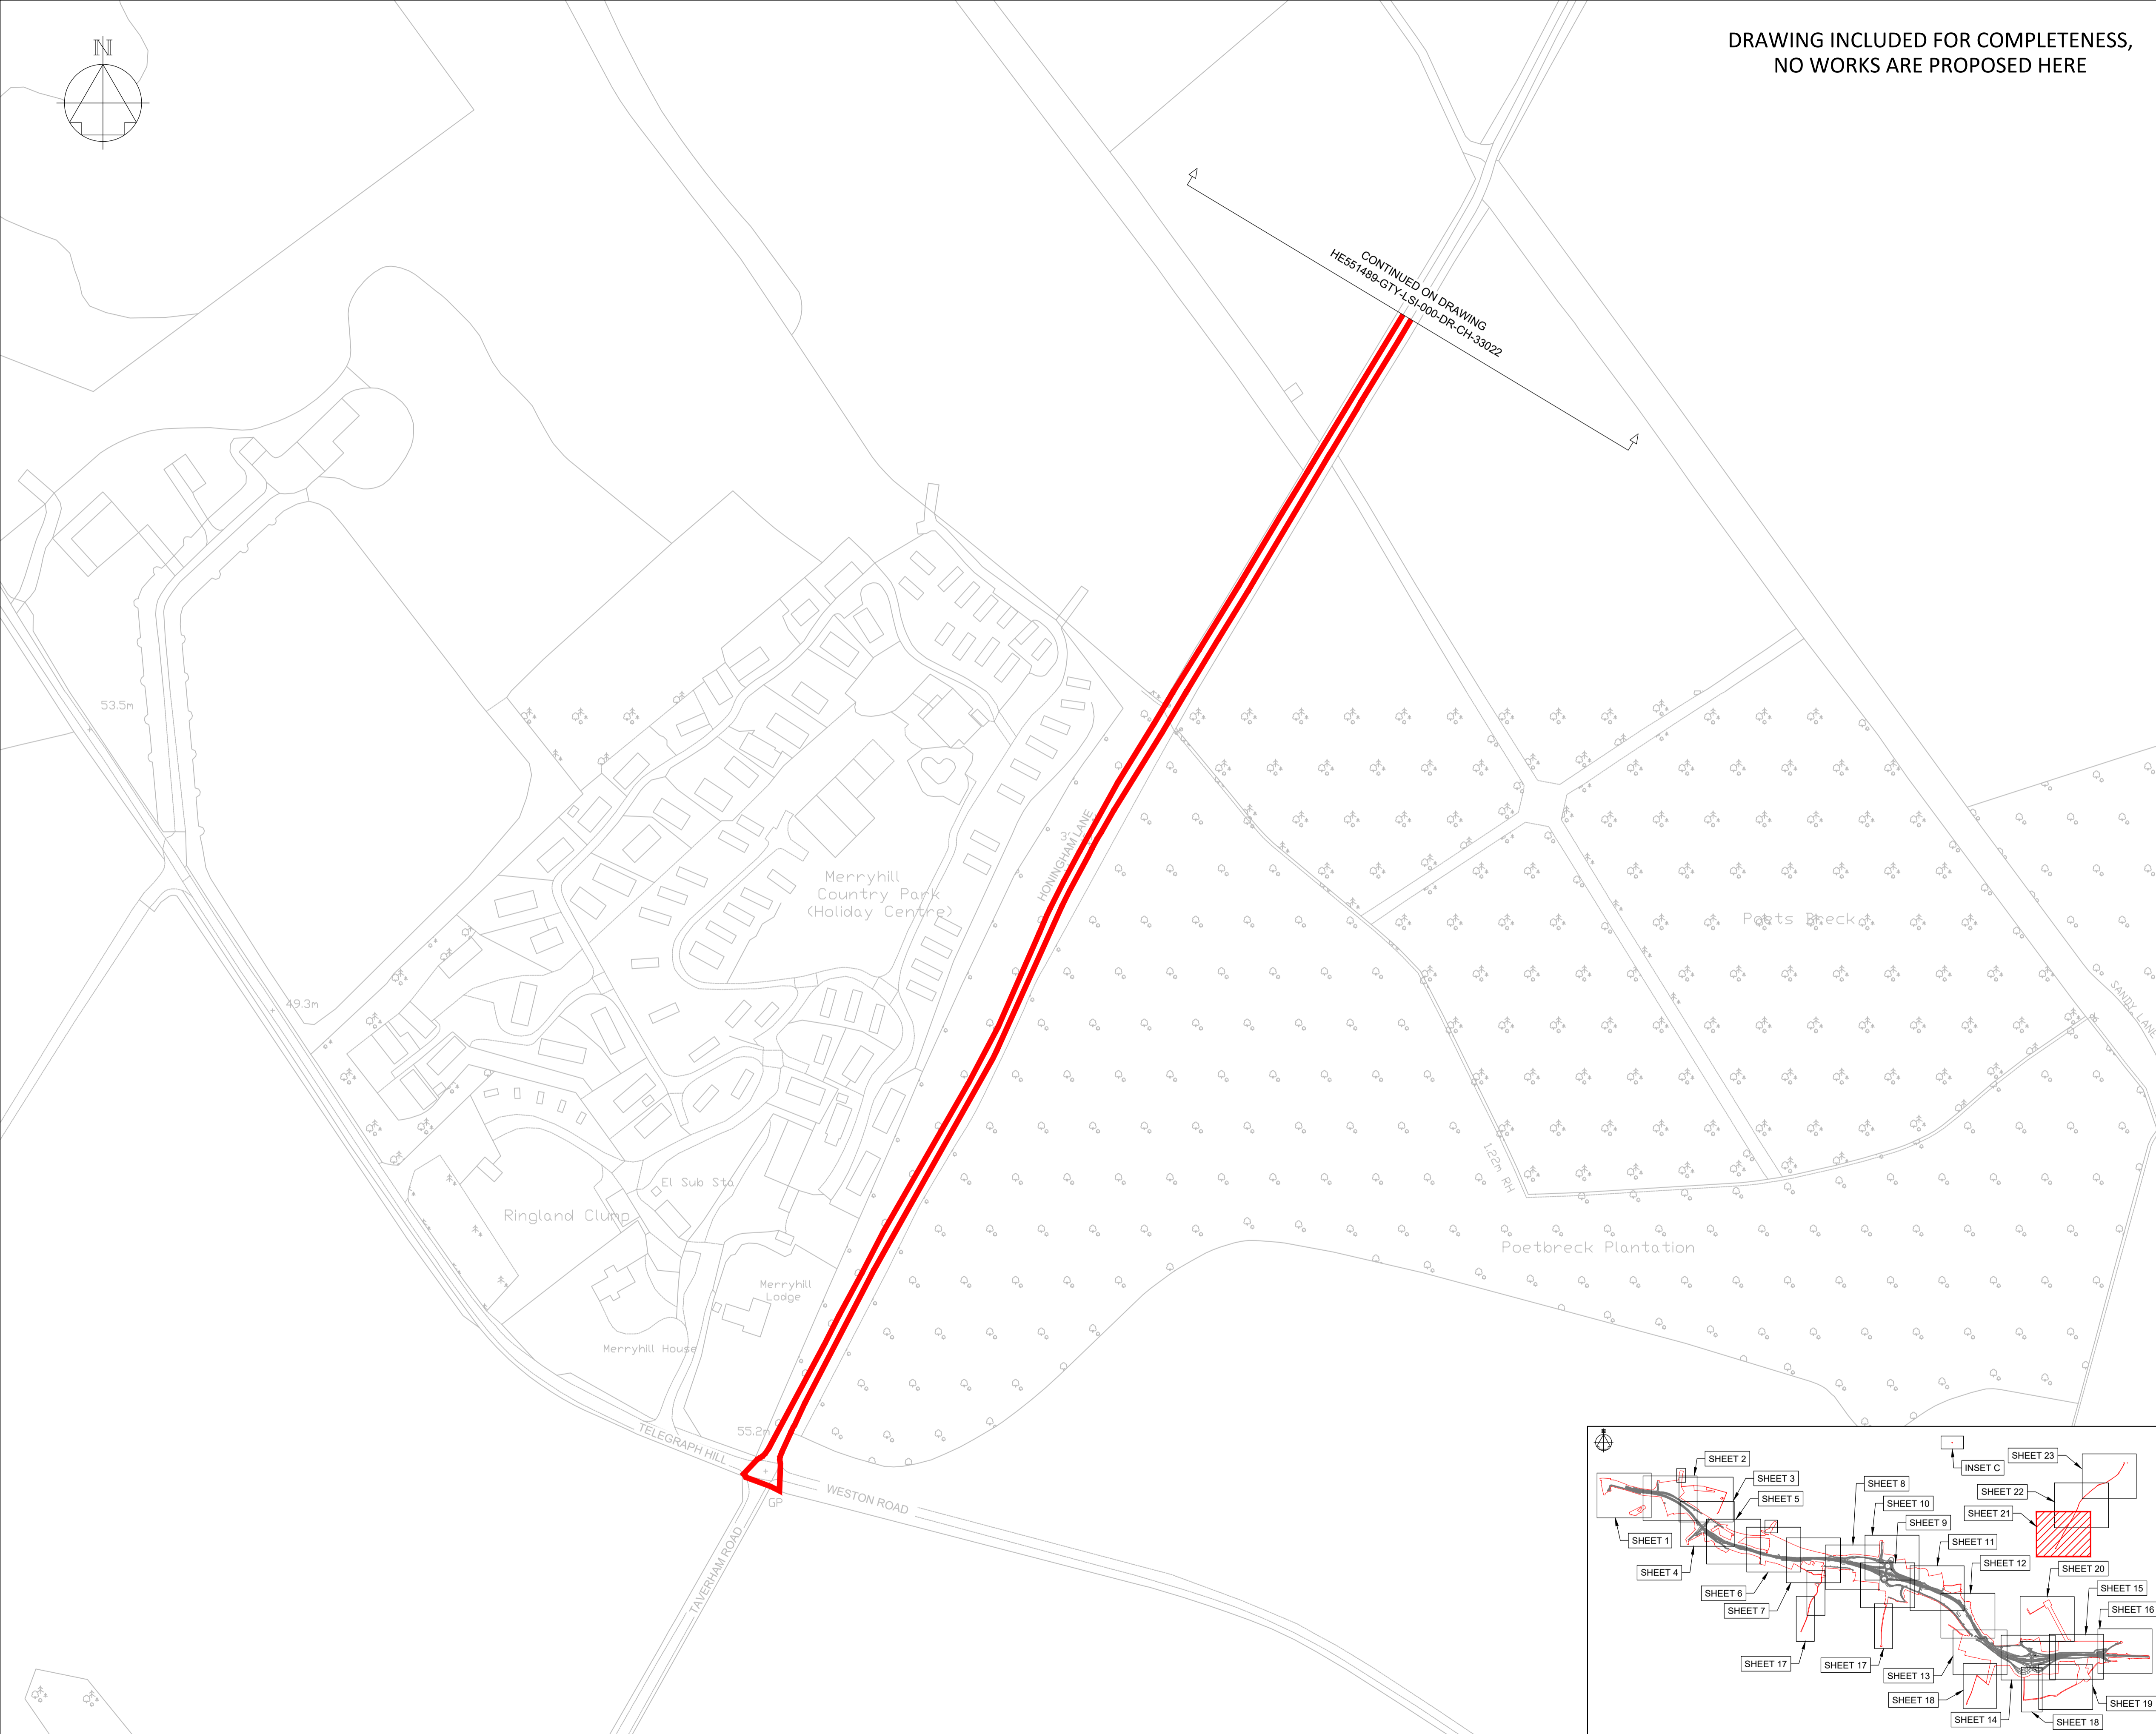 N
DRAWING INCLUDED FOR COMPLETENESS,
NO WORKS ARE PROPOSED HERE
CONTINUED ON DRAWING
HE551489-GTY-LSI-000-DR-CH-33022
53.5m
49.3m
HONINGHAM LANE
Merryhill
Country Park
(Holiday Centre)
Poets Breck
SANDY LANE
1.22m RH
El Sub Sta
Ringland Clump
Poetbreck Plantation
Merryhill
Lodge
Merryhill House
55.2m
TELEGRAPH HILL
GP
WESTON ROAD
TAVERHAM ROAD
N
INSET C
SHEET 23
SHEET 2
SHEET 3
SHEET 8
SHEET 22
SHEET 5
SHEET 10
SHEET 21
SHEET 9
SHEET 1
SHEET 11
SHEET 12
SHEET 4
SHEET 20
SHEET 6
SHEET 15
SHEET 7
SHEET 16
SHEET 17
SHEET 17
SHEET 13
SHEET 18
SHEET 19
SHEET 14
SHEET 18